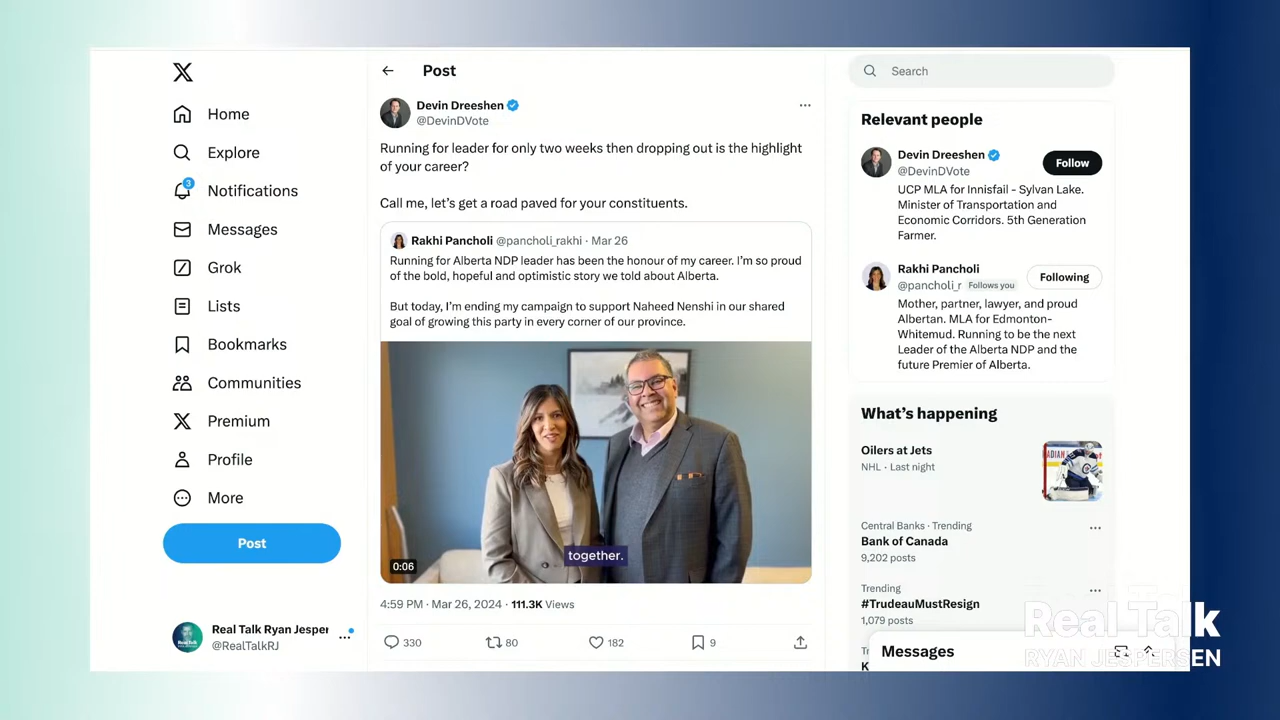 Home
Explore
3
Notifications
Messages
Grok
Lists
Bookmarks
Communities
Premium
Profile
More
Post
Real Talk Ryan Jesper
@RealTalkRJ
Post
Devin Dreeshen
@DevinDVote
Running for leader for only two weeks then dropping out is the highlight
of your career?
Call me, let's get a road paved for your constituents.
Rakhi Pancholi @pancholi_rakhi · Mar 26
Running for Alberta NDP leader has been the honour of my career. I'm so proud
of the bold, hopeful and optimistic story we told about Alberta.
But today, I'm ending my campaign to support Naheed Nenshi in our shared
goal of growing this party in every corner of our province.
together.
0:06
4:59 PM · Mar 26, 2024 · 111.3K Views
330
80
182
9
Search
Relevant people
Devin Dreeshen
@DevinDVote
Follow
UCP MLA for Innisfail - Sylvan Lake.
Minister of Transportation and
Economic Corridors. 5th Generation
Farmer.
Rakhi Pancholi
@pancholi_r Follows you
Following
Mother, partner, lawyer, and proud
Albertan. MLA for Edmonton-
Whitemud. Running to be the next
Leader of the Alberta NDP and the
future Premier of Alberta.
What's happening
Oilers at Jets
NHL · Last night
Central Banks · Trending
Bank of Canada
9,202 posts
Trending
#TrudeauMustResign
1,079 posts
Messages
Real Talk
RYAN JESPERSEN